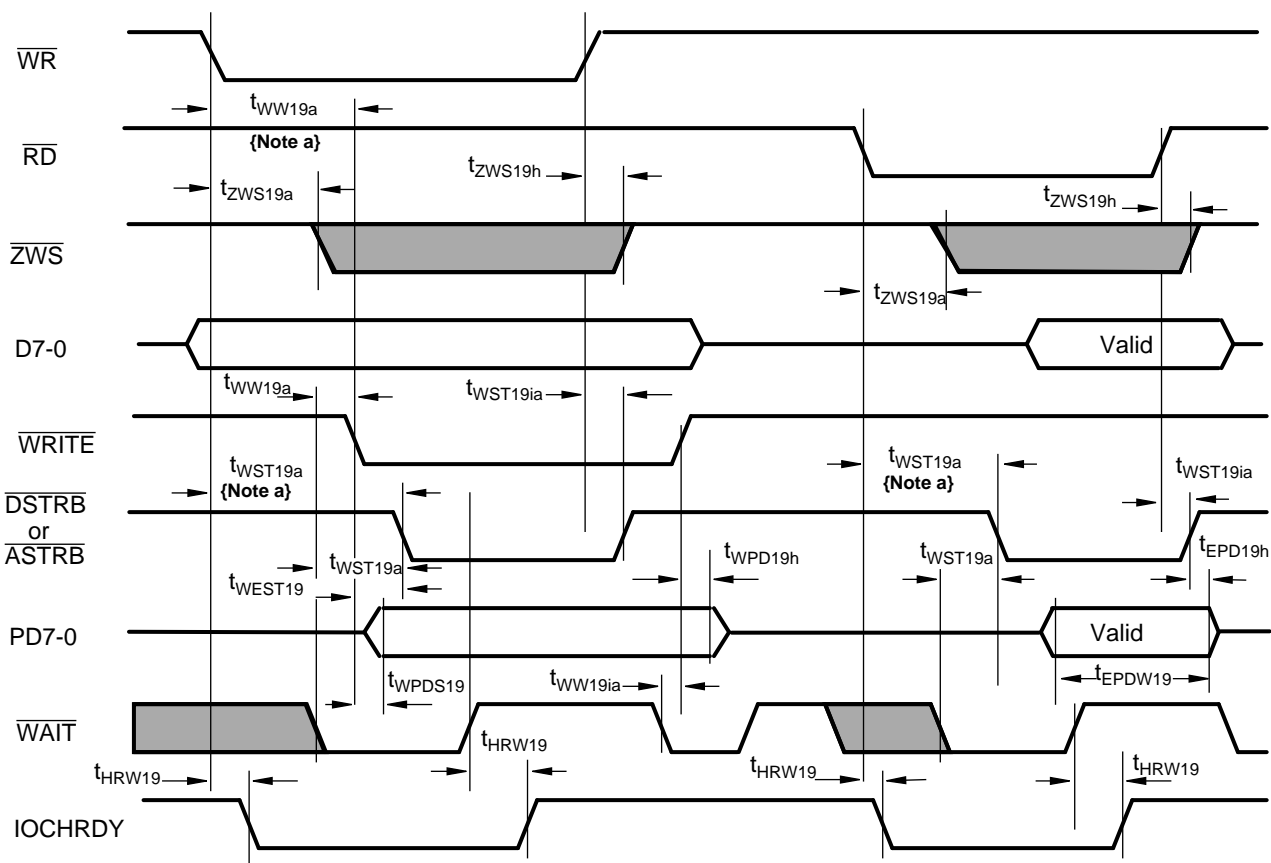 WR
tWW19a
{Note a}
RD
tZWS19h
tZWS19a
tZWS19h
ZWS
tZWS19a
D7-0
Valid
tWW19a
tWST19ia
WRITE
tWST19a
{Note a}
tWST19a
{Note a}
tWST19ia
DSTRB
or
ASTRB
tWST19a
tWPD19h
tWST19a
tEPD19h
tWEST19
PD7-0
Valid
tWPDS19
tWW19ia
tEPDW19
WAIT
tHRW19
tHRW19
tHRW19
tHRW19
IOCHRDY